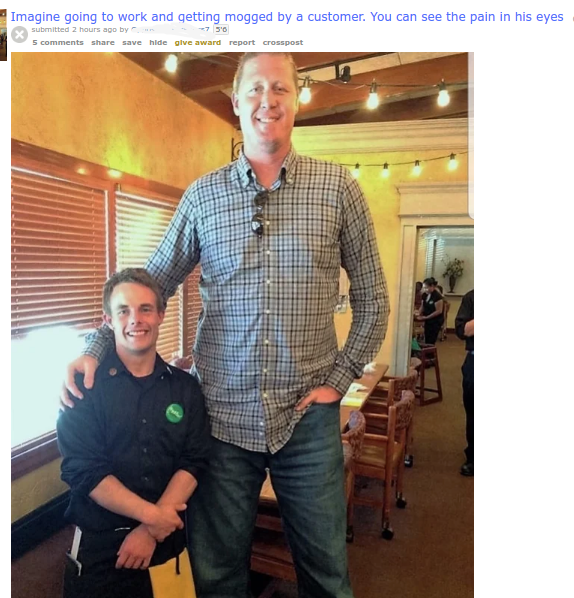 Imagine going to work and getting mogged by a customer. You can see the pain in his eyes
submitted 2 hours ago by 7 5'6
5 comments share save hide give award report crosspost